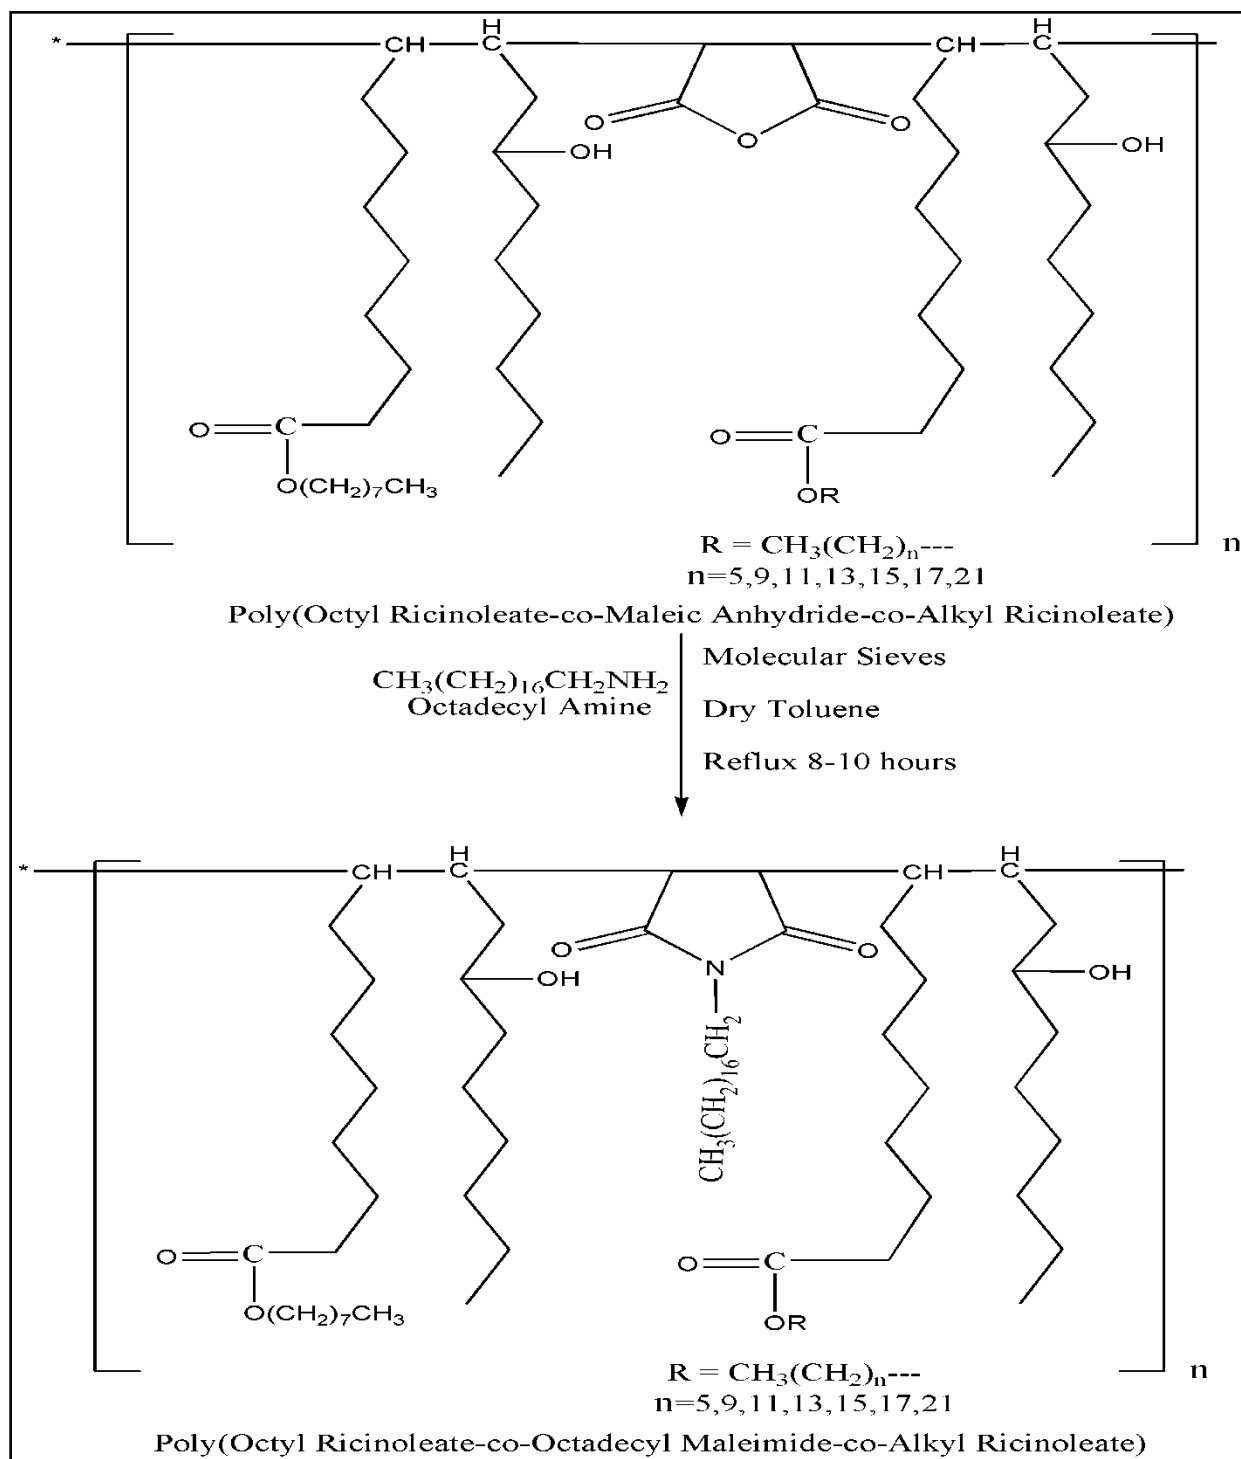 H
* CH C CH C
H
O O O OH
OH
O C O C
O(CH₂)₇CH₃ OR
n
R = CH₃(CH₂)ₙ---
n=5,9,11,13,15,17,21
Poly(Octyl Ricinoleate-co-Maleic Anhydride-co-Alkyl Ricinoleate)
CH₃(CH₂)₁₆CH₂NH₂
Octadecyl Amine
Molecular Sieves
Dry Toluene
Reflux 8-10 hours
H H
* CH C CH C
O O
N
OH OH
CH₃(CH₂)₁₆CH₂
O C O C
O(CH₂)₇CH₃ OR
n
R = CH₃(CH₂)ₙ---
n=5,9,11,13,15,17,21
Poly(Octyl Ricinoleate-co-Octadecyl Maleimide-co-Alkyl Ricinoleate)